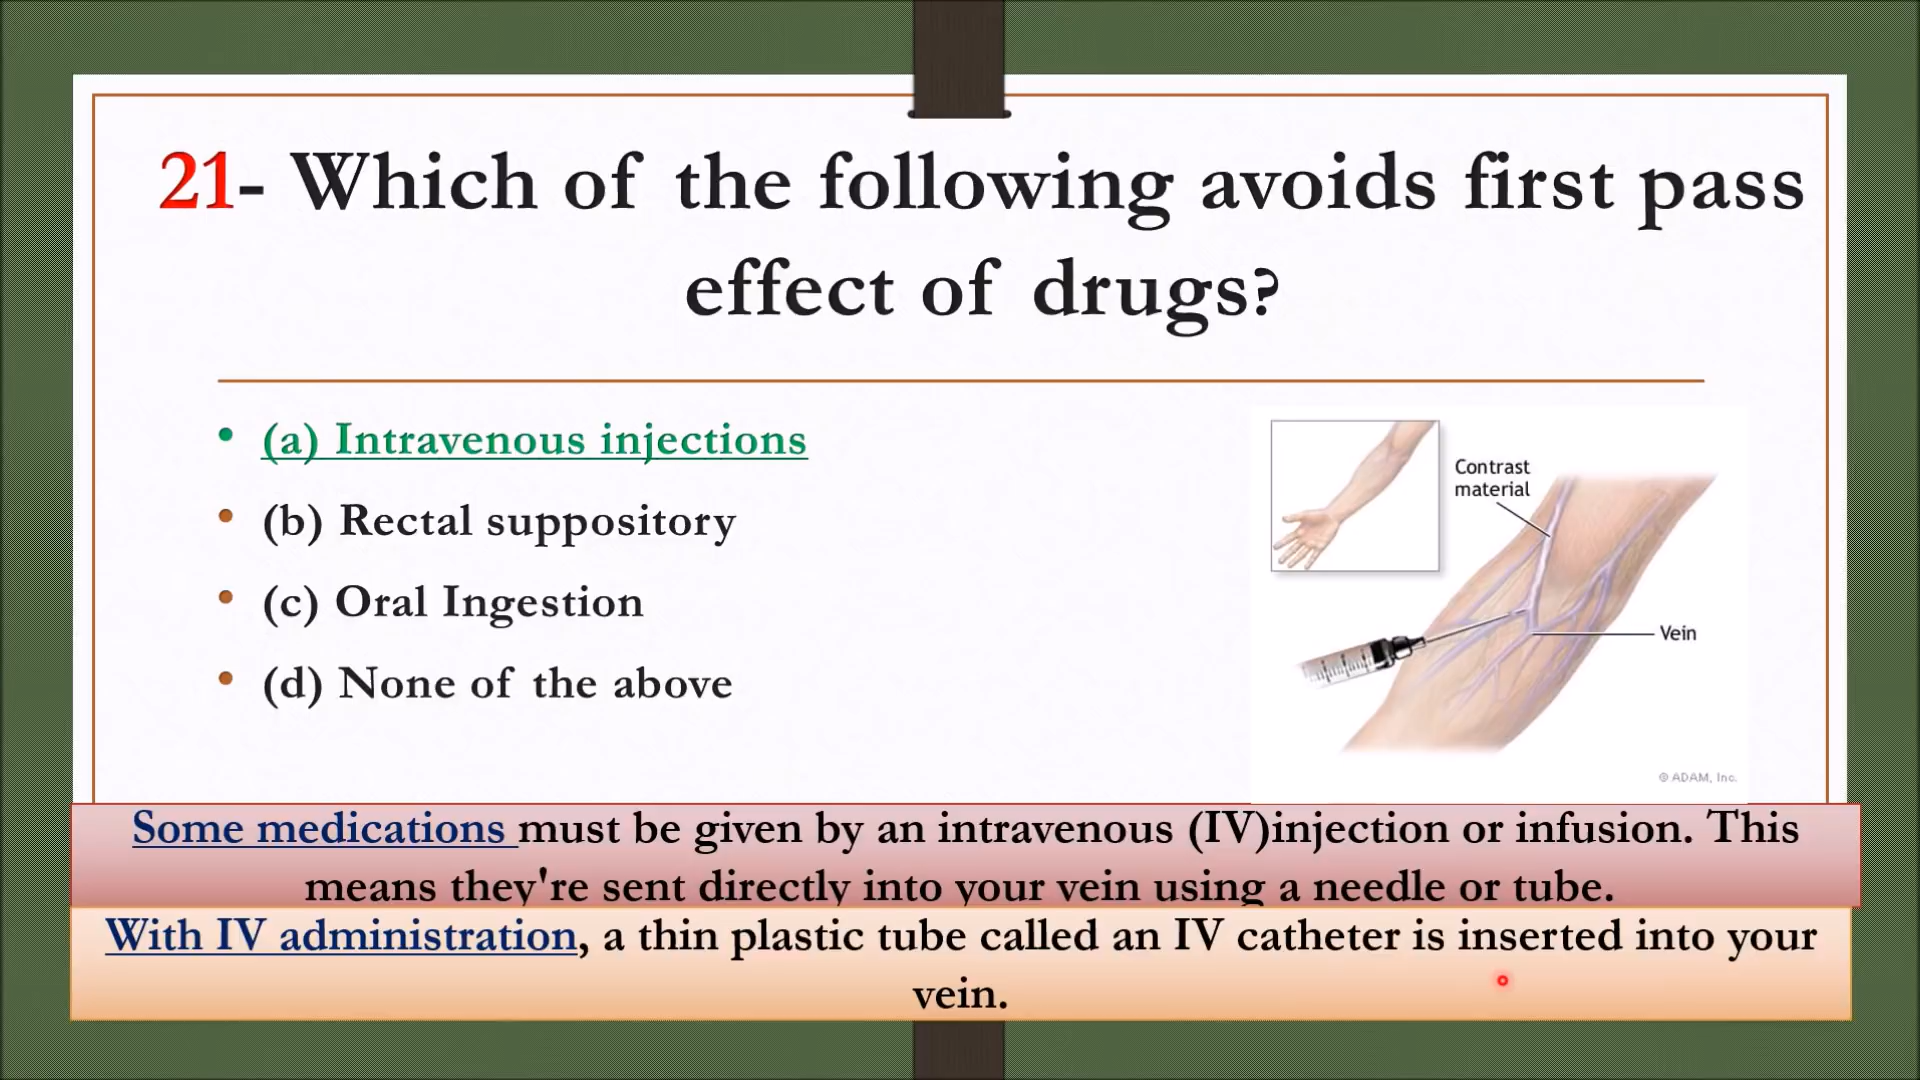 21- Which of the following avoids first pass
effect of drugs?
• (a) Intravenous injections
• (b) Rectal suppository
• (c) Oral Ingestion
• (d) None of the above
Contrast
material
Vein
© ADAM, Inc.
Some medications must be given by an intravenous (IV)injection or infusion. This
means they're sent directly into your vein using a needle or tube.
With IV administration, a thin plastic tube called an IV catheter is inserted into your
vein.